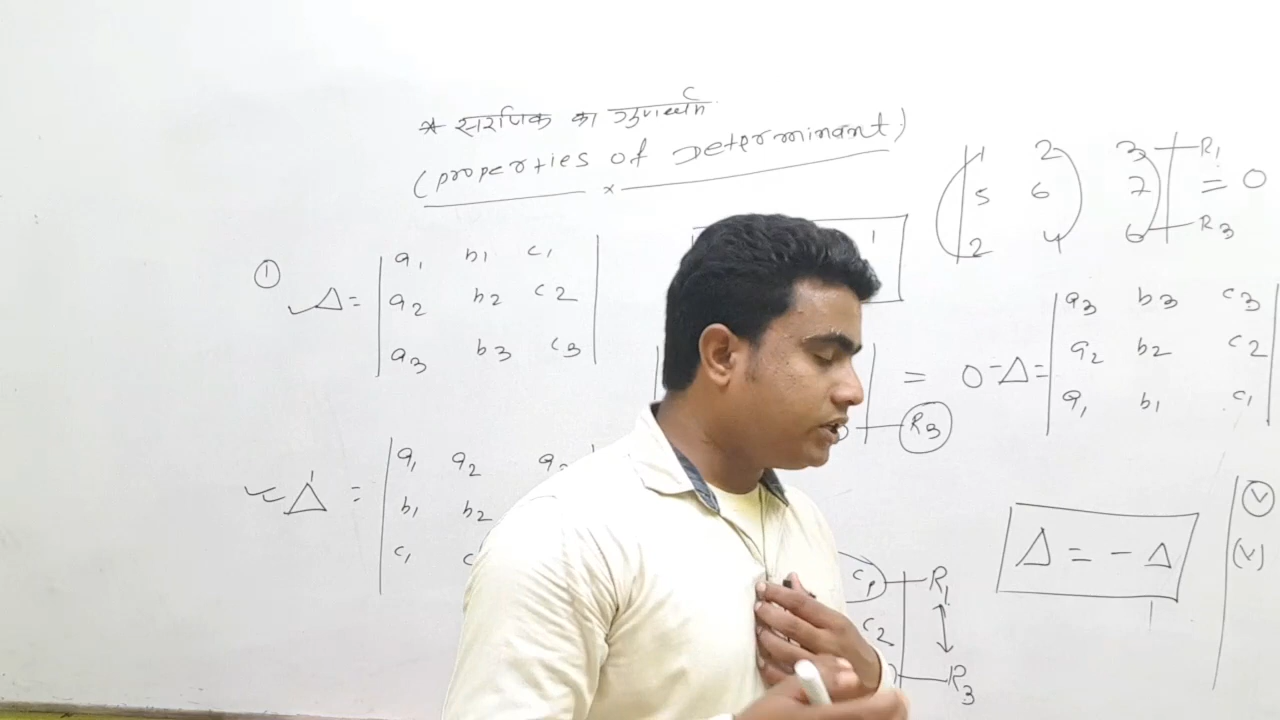 * सारणिक का
(properties of Determinant)
①
Δ = | a₁ b₁ c₁ |
| a₂ b₂ c₂ |
| a₃ b₃ c₃ |
Δ' = | a₁ a₂
| b₁ b₂
| c₁ c
= 0
R₃
c₁ R₁
c₂
R₃
| 1 2 3 | R₁
| 5 6 7 | = 0
| 2 4 6 | R₃
-Δ = | a₃ b₃ c₃ |
| a₂ b₂ c₂ |
| a₁ b₁ c₁ |
Δ = - Δ
(V)
(V)